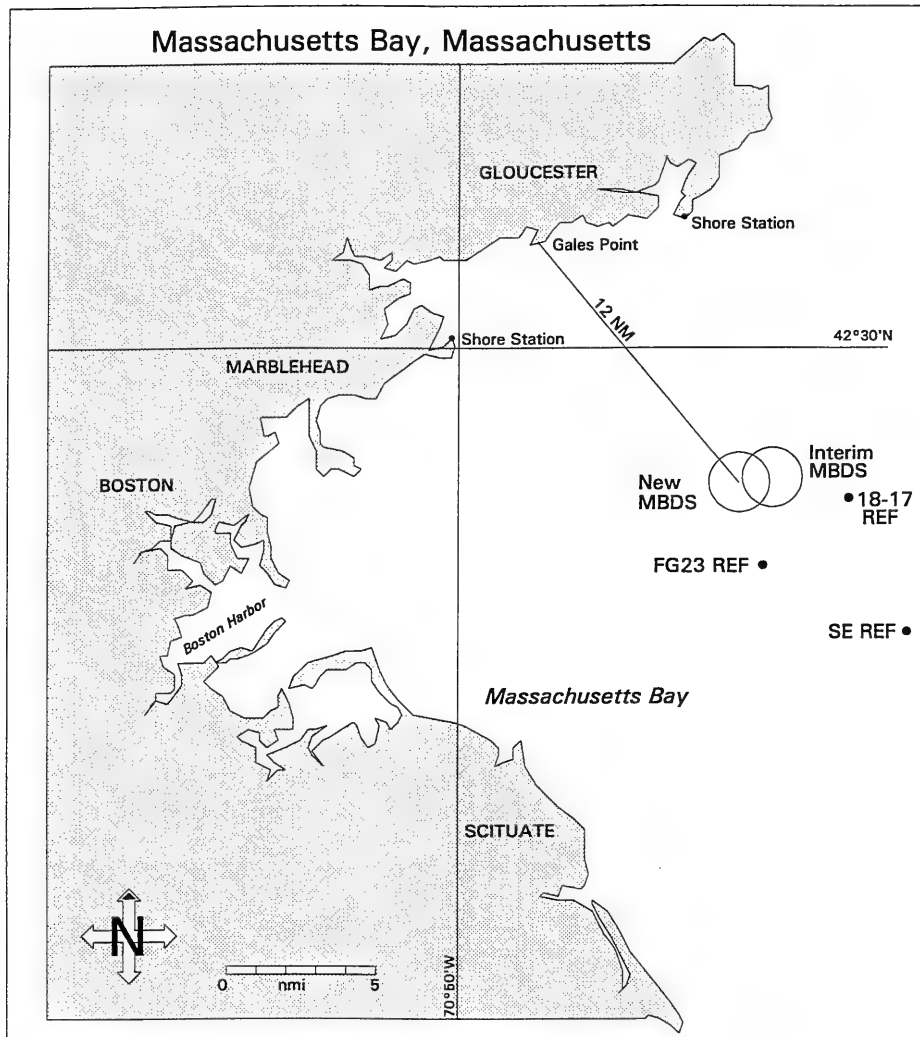 Massachusetts Bay, Massachusetts
GLOUCESTER
Shore Station
Gales Point
12 NM
Shore Station
42°30'N
MARBLEHEAD
Interim
MBDS
New
MBDS
BOSTON
18-17
REF
FG23 REF
Boston Harbor
SE REF
Massachusetts Bay
SCITUATE
N
0 nmi 5
70°50'W